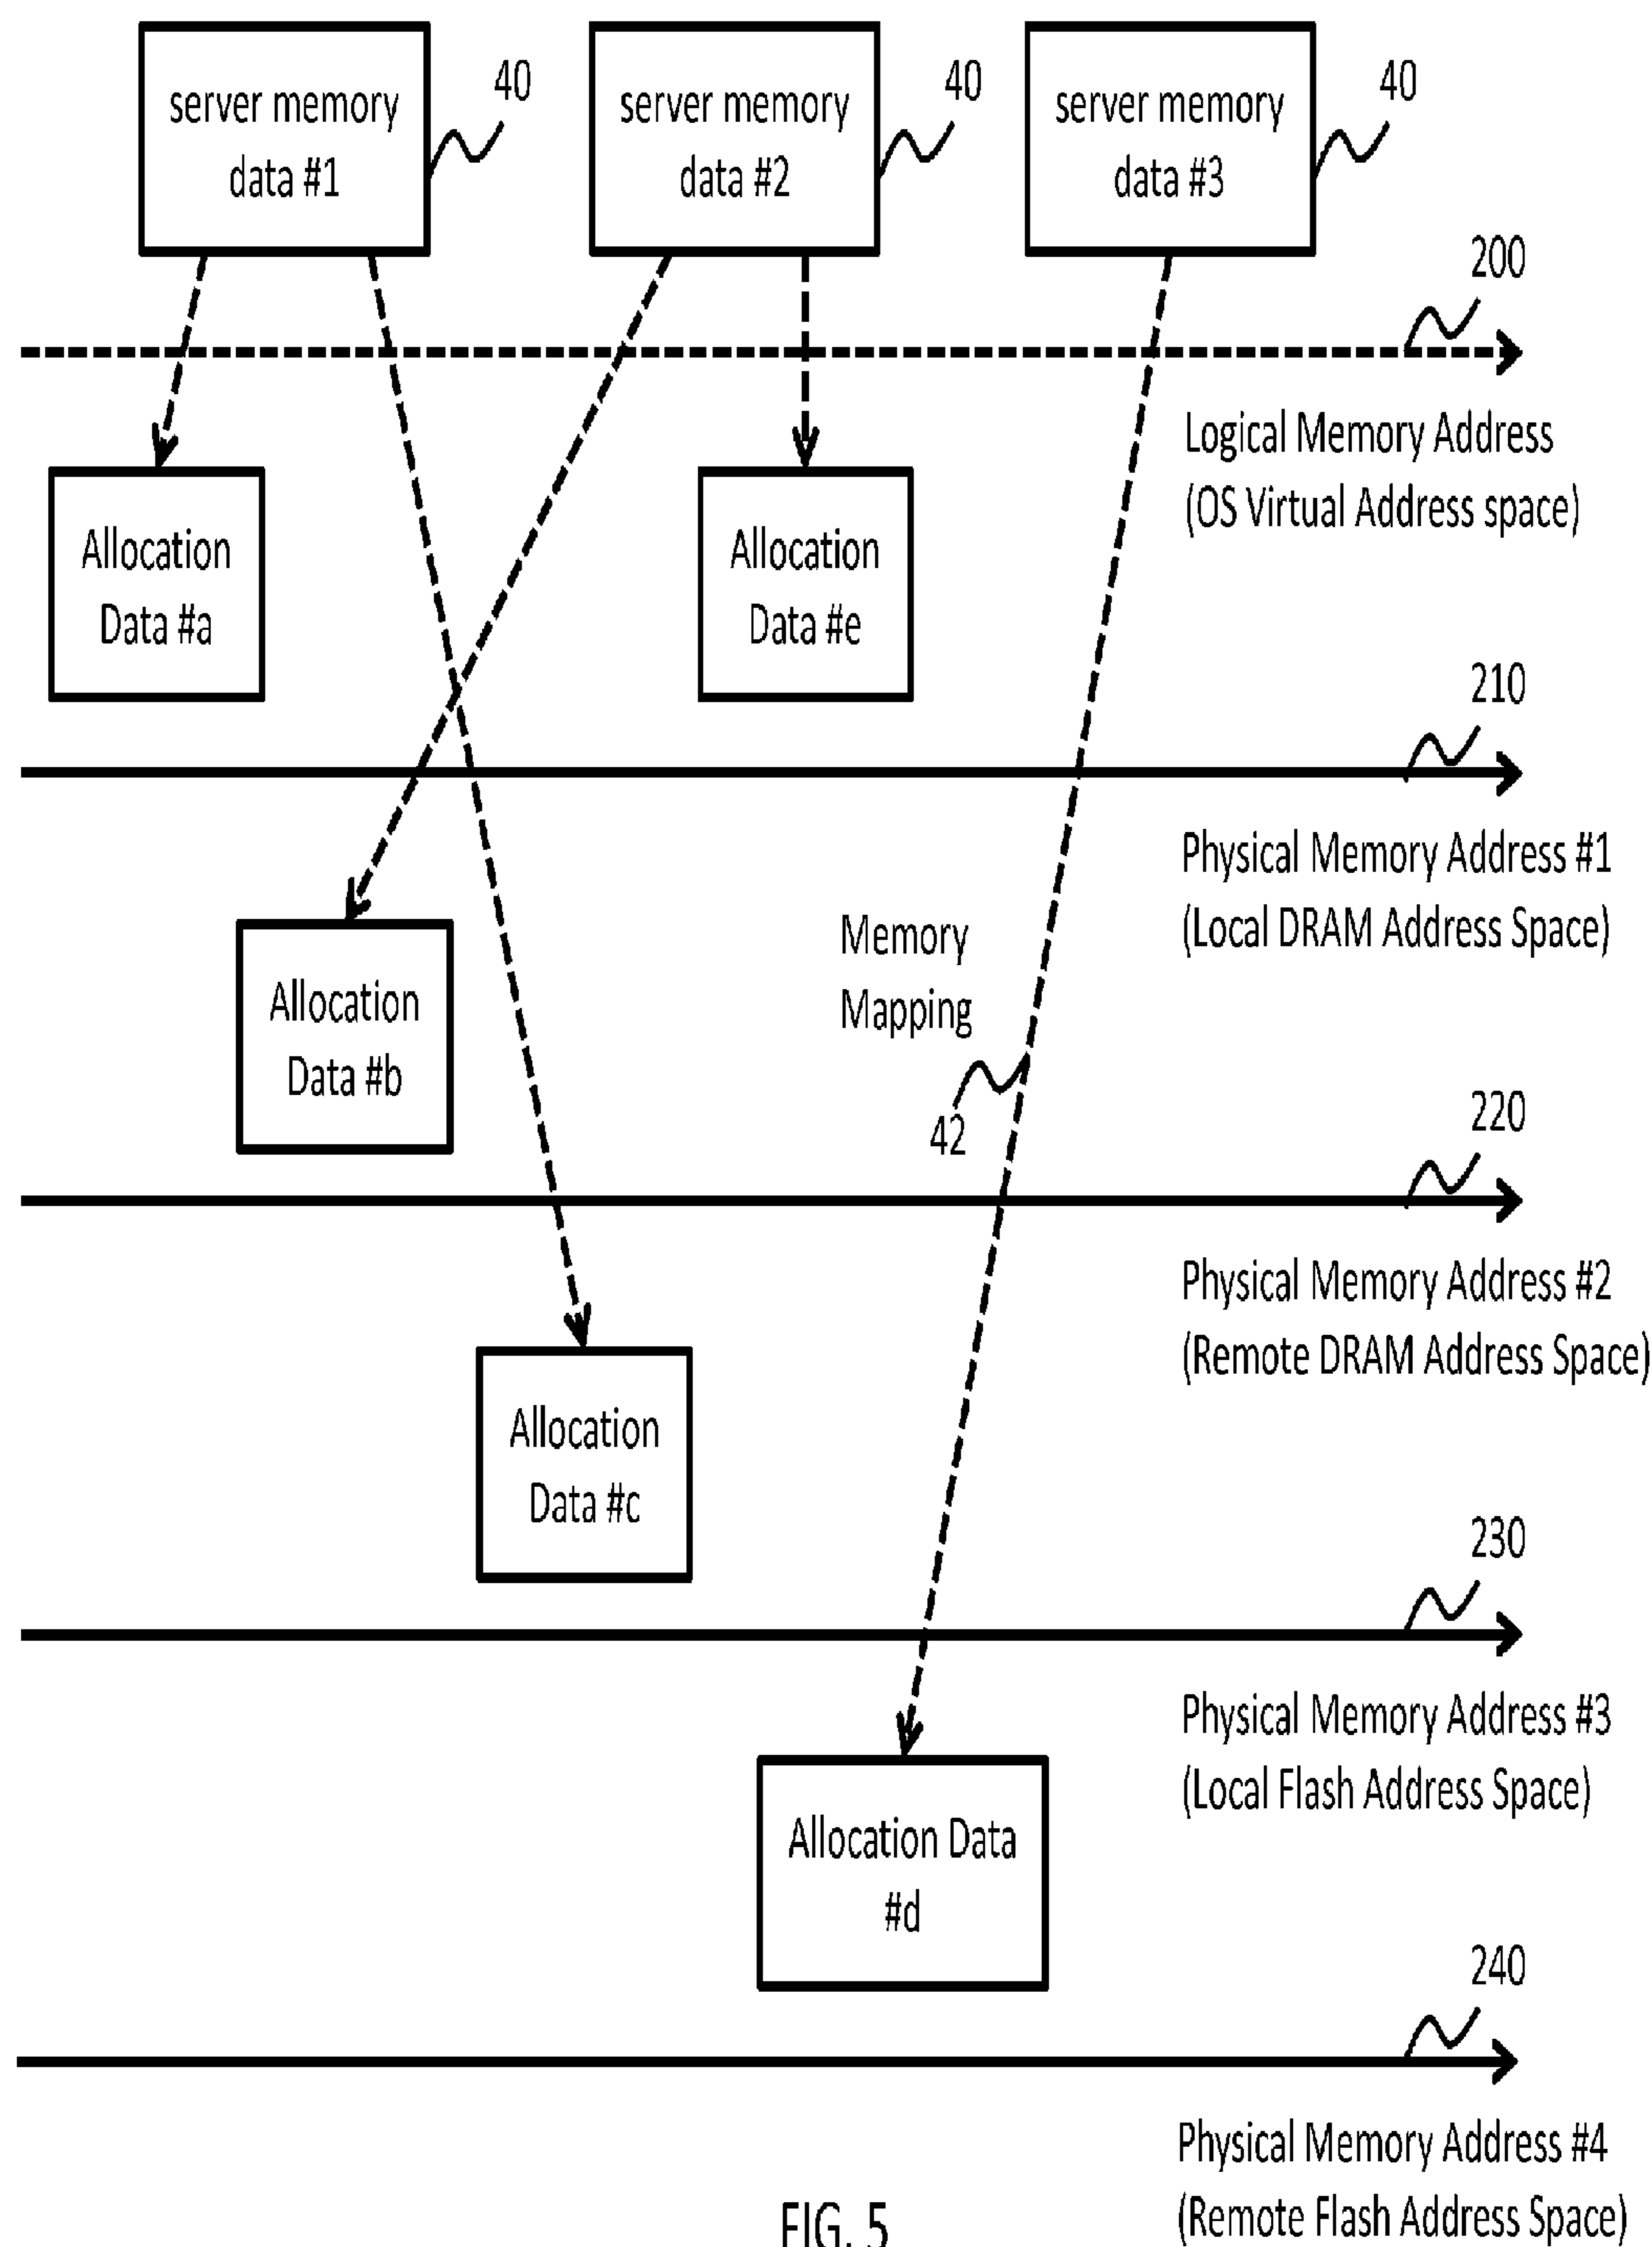 server memory
data #1
40
server memory
data #2
40
server memory
data #3
40
200
Logical Memory Address
(OS Virtual Address space)
Allocation
Data #a
Allocation
Data #e
210
Physical Memory Address #1
(Local DRAM Address Space)
Memory
Mapping
42
Allocation
Data #b
220
Physical Memory Address #2
(Remote DRAM Address Space)
Allocation
Data #c
230
Physical Memory Address #3
(Local Flash Address Space)
Allocation Data
#d
240
Physical Memory Address #4
(Remote Flash Address Space)
FIG. 5